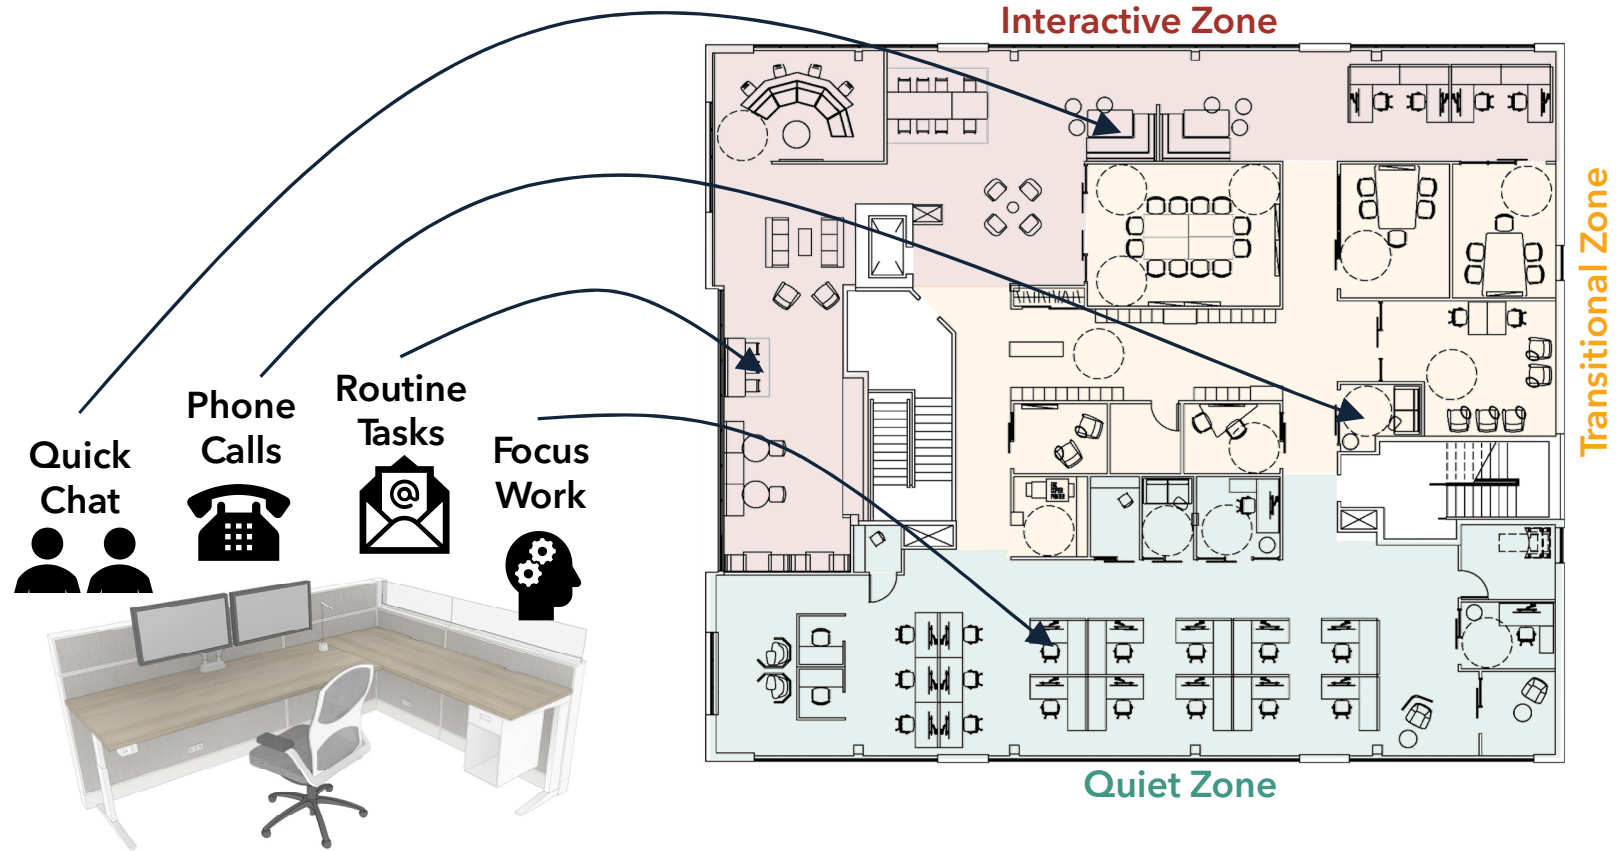 Interactive Zone
Transitional Zone
Quick
Chat
Phone
Calls
Routine
Tasks
@
Focus
Work
Quiet Zone